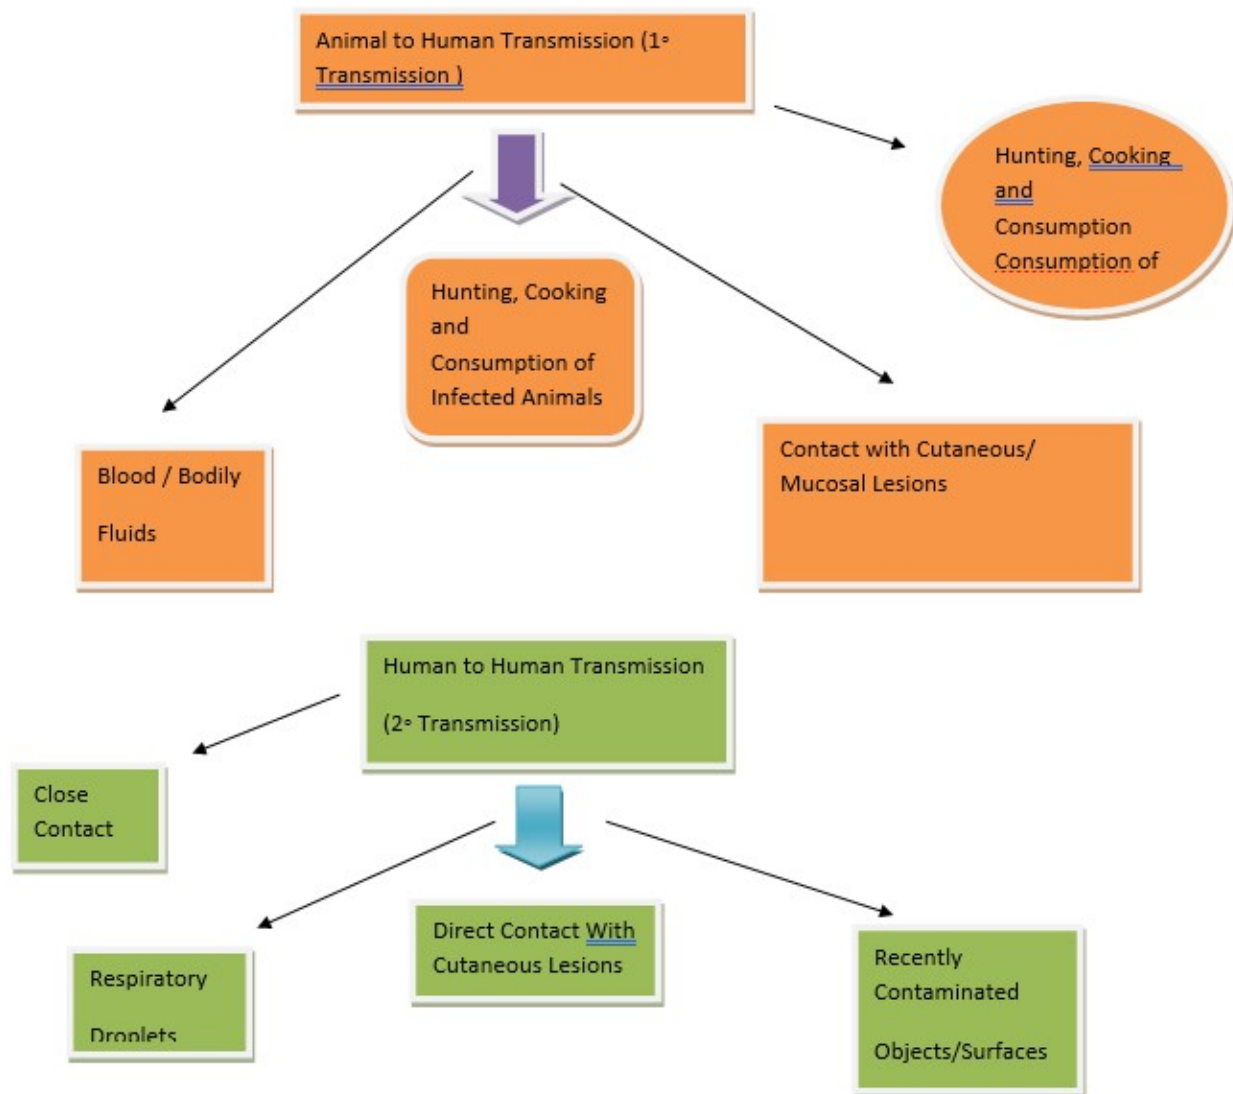 Animal to Human Transmission (1°
Transmission )
Hunting, Cooking
and
Consumption
Consumption of
Hunting, Cooking
and
Consumption of
Infected Animals
Blood / Bodily
Fluids
Contact with Cutaneous/
Mucosal Lesions
Human to Human Transmission
(2° Transmission)
Close
Contact
Direct Contact With
Cutaneous Lesions
Respiratory
Droplets
Recently
Contaminated
Objects/Surfaces